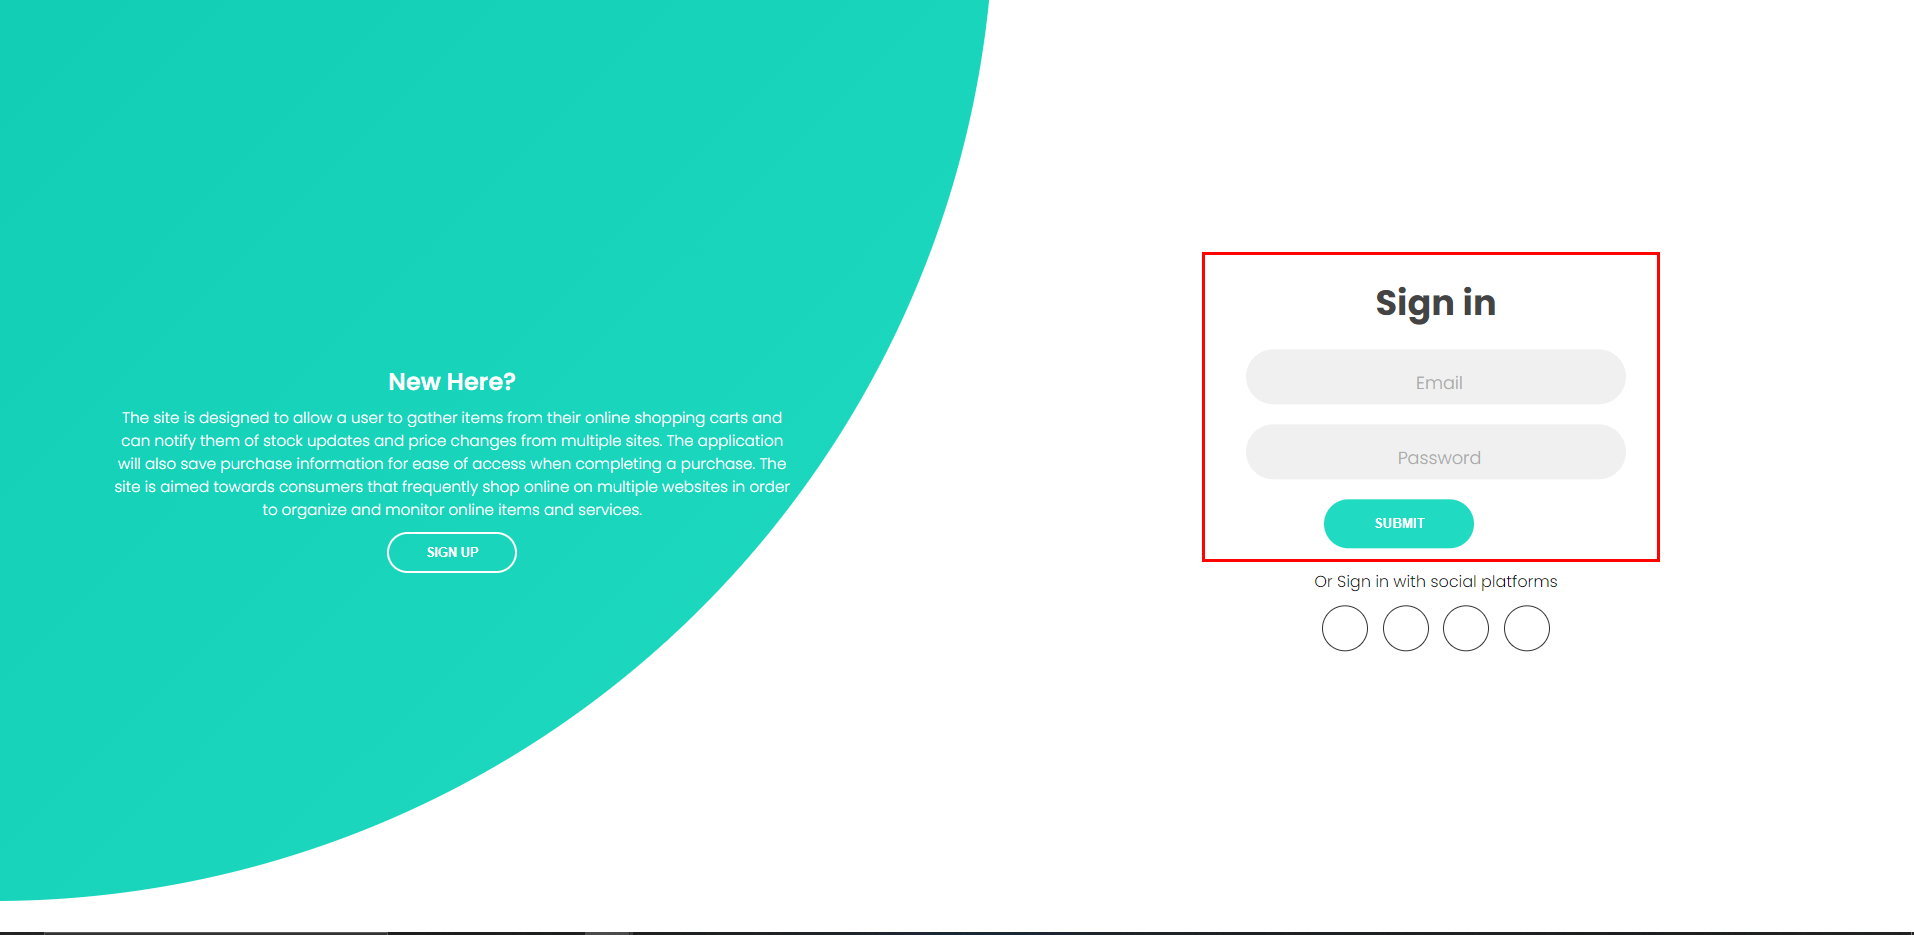 New Here?
The site is designed to allow a user to gather items from their online shopping carts and
can notify them of stock updates and price changes from multiple sites. The application
will also save purchase information for ease of access when completing a purchase. The
site is aimed towards consumers that frequently shop online on multiple websites in order
to organize and monitor online items and services.
SIGN UP
Sign in
Email
Password
SUBMIT
Or Sign in with social platforms